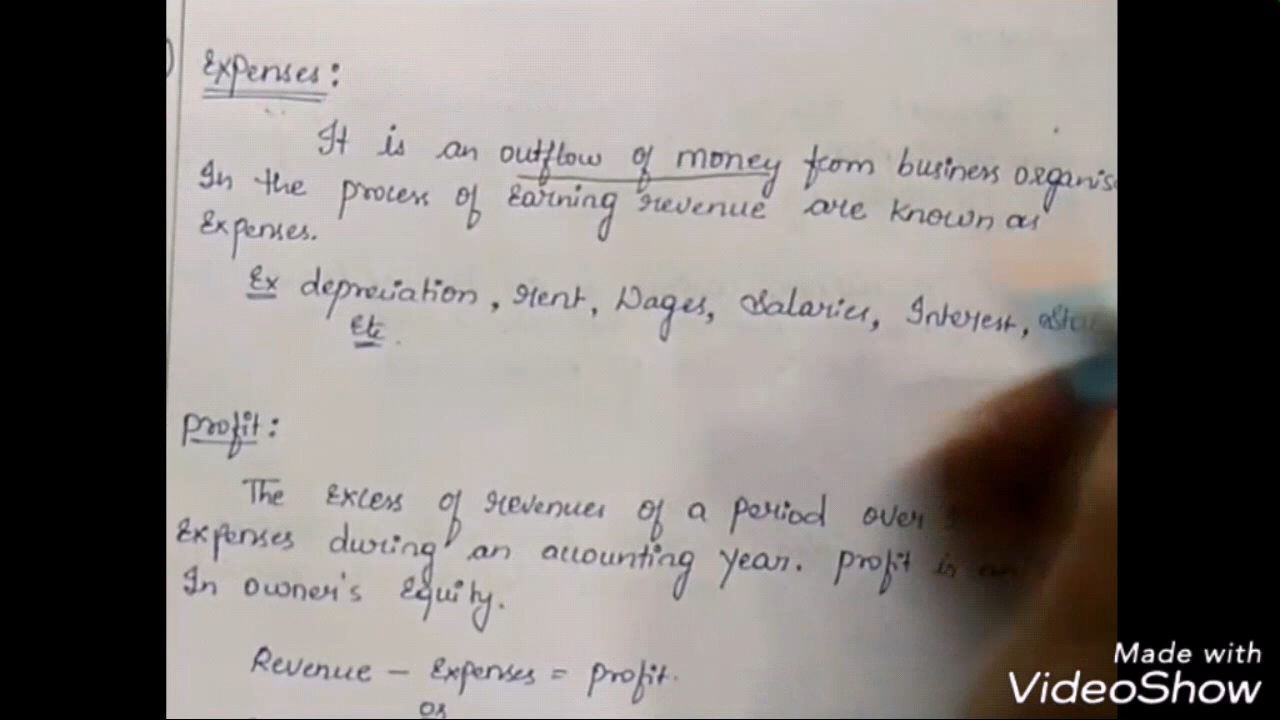 )
Expenses:
It is an outflow of money from business organis
In the process of Earning revenue are known as
Expenses.
Ex depreciation, rent, Wages, Salaries, Interest,
Etc.
Profit:
The Excess of revenues of a period over
Expenses during an accounting year. Profit is an
In owner's Equity.
Revenue - Expenses = Profit.
or
Made with
VideoShow